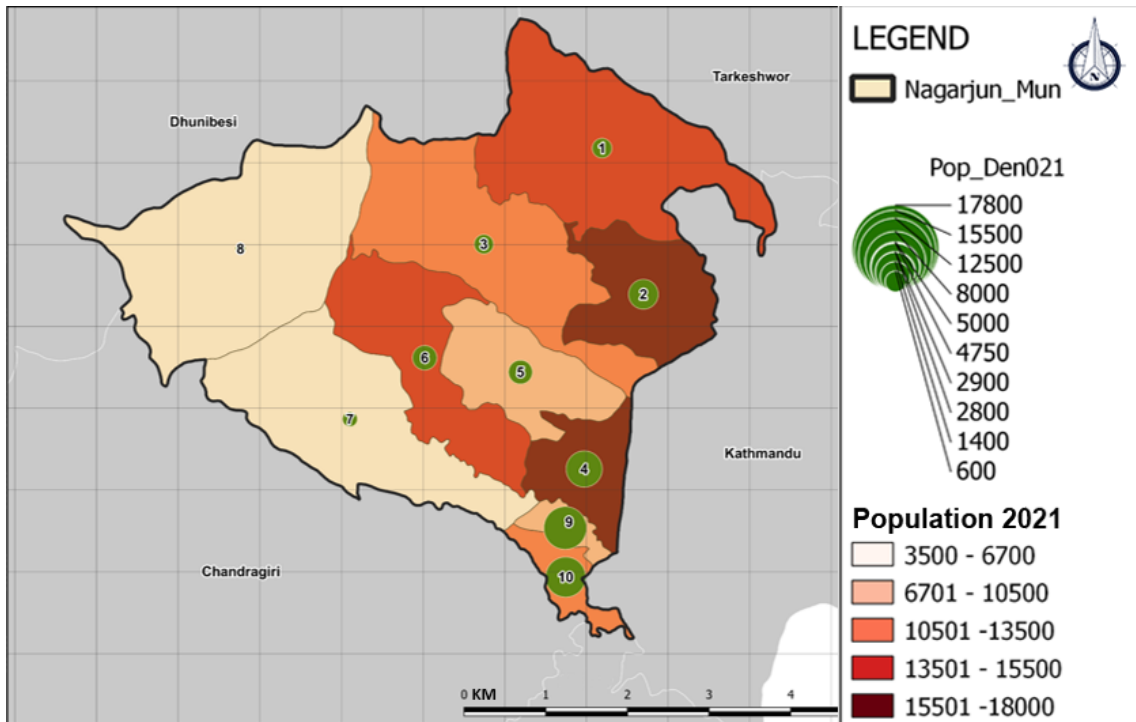 Tarkeshwor
Dhunibesi
1
8
3
2
6
5
7
4
Kathmandu
9
Chandragiri
10
0 KM 1 2 3 4
LEGEND
N
Nagarjun_Mun
Pop_Den021
17800
15500
12500
8000
5000
4750
2900
2800
1400
600
Population 2021
3500 - 6700
6701 - 10500
10501 -13500
13501 - 15500
15501 -18000